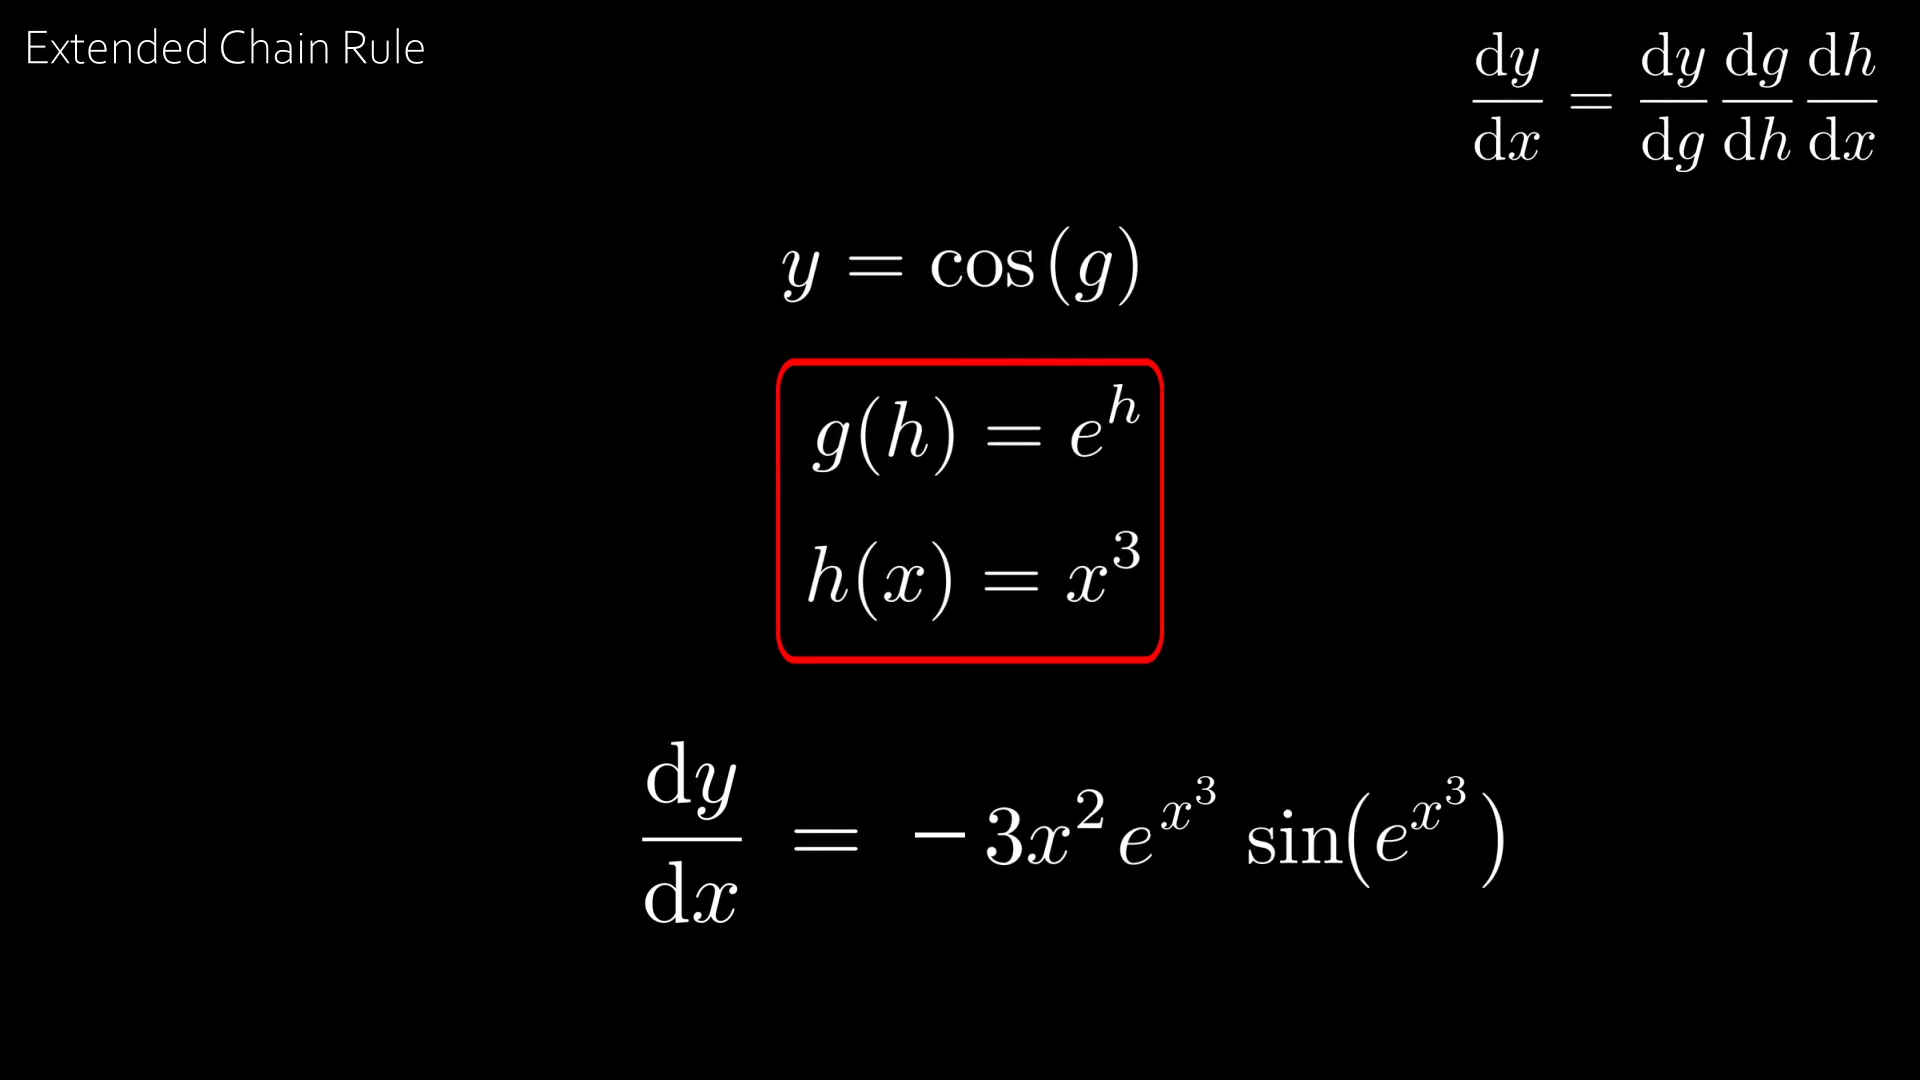 Extended Chain Rule
dy/dx = dy/dg dg/dh dh/dx
y = cos(g)
g(h) = e^h
h(x) = x^3
dy/dx = −3x^2 e^{x^3} sin(e^{x^3})